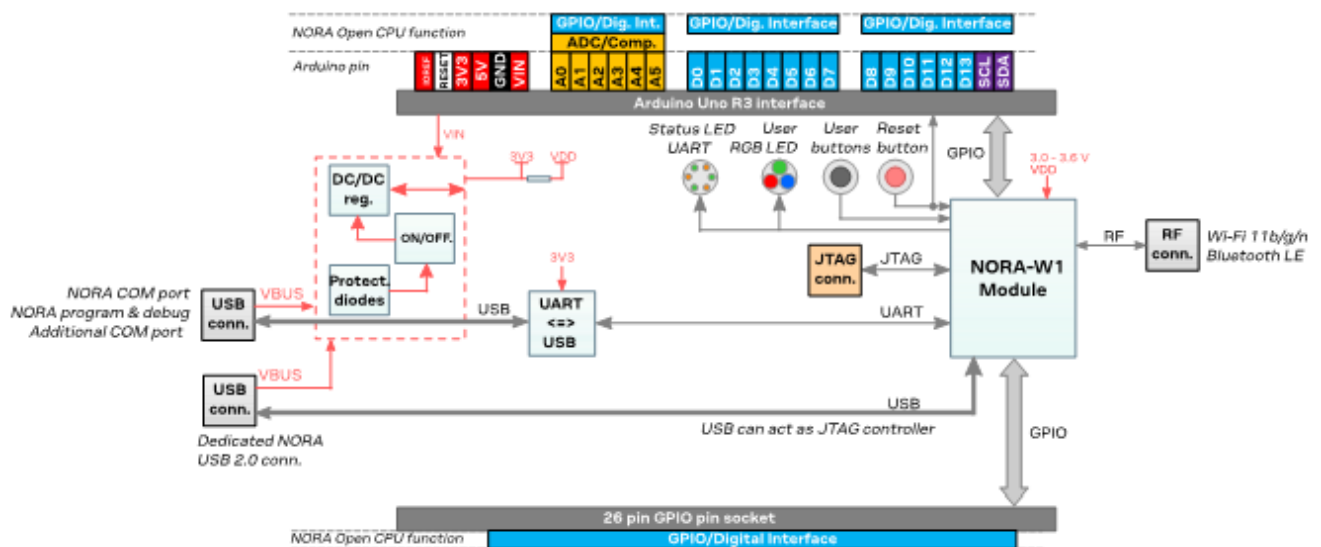 NORA Open CPU function
GPIO/Dig. Int.
GPIO/Dig. Interface
GPIO/Dig. Interface
ADC/Comp.
Arduino pin
IOREF
RESET
3V3
5V
GND
VIN
A0
A1
A2
A3
A4
A5
D0
D1
D2
D3
D4
D5
D6
D7
D8
D9
D10
D11
D12
D13
SCL
SDA
Arduino Uno R3 interface
VIN
Status LED
UART
User
RGB LED
User
buttons
Reset
button
GPIO
3.0 - 3.6 V
VDD
3V3
VDD
DC/DC
reg.
ON/OFF.
Protect.
diodes
JTAG
conn.
JTAG
NORA-W1
Module
RF
RF
conn.
Wi-Fi 11b/g/n
Bluetooth LE
NORA COM port
NORA program & debug
Additional COM port
USB
conn.
VBUS
USB
3V3
UART
<=>
USB
UART
USB
conn.
VBUS
USB
USB can act as JTAG controller
Dedicated NORA
USB 2.0 conn.
GPIO
26 pin GPIO pin socket
NORA Open CPU function
GPIO/Digital Interface